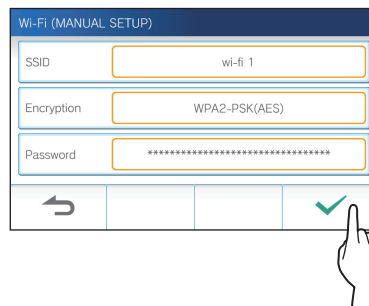 Wi-Fi (MANUAL SETUP)
SSID wi-fi 1
Encryption WPA2-PSK(AES)
Password ********************************